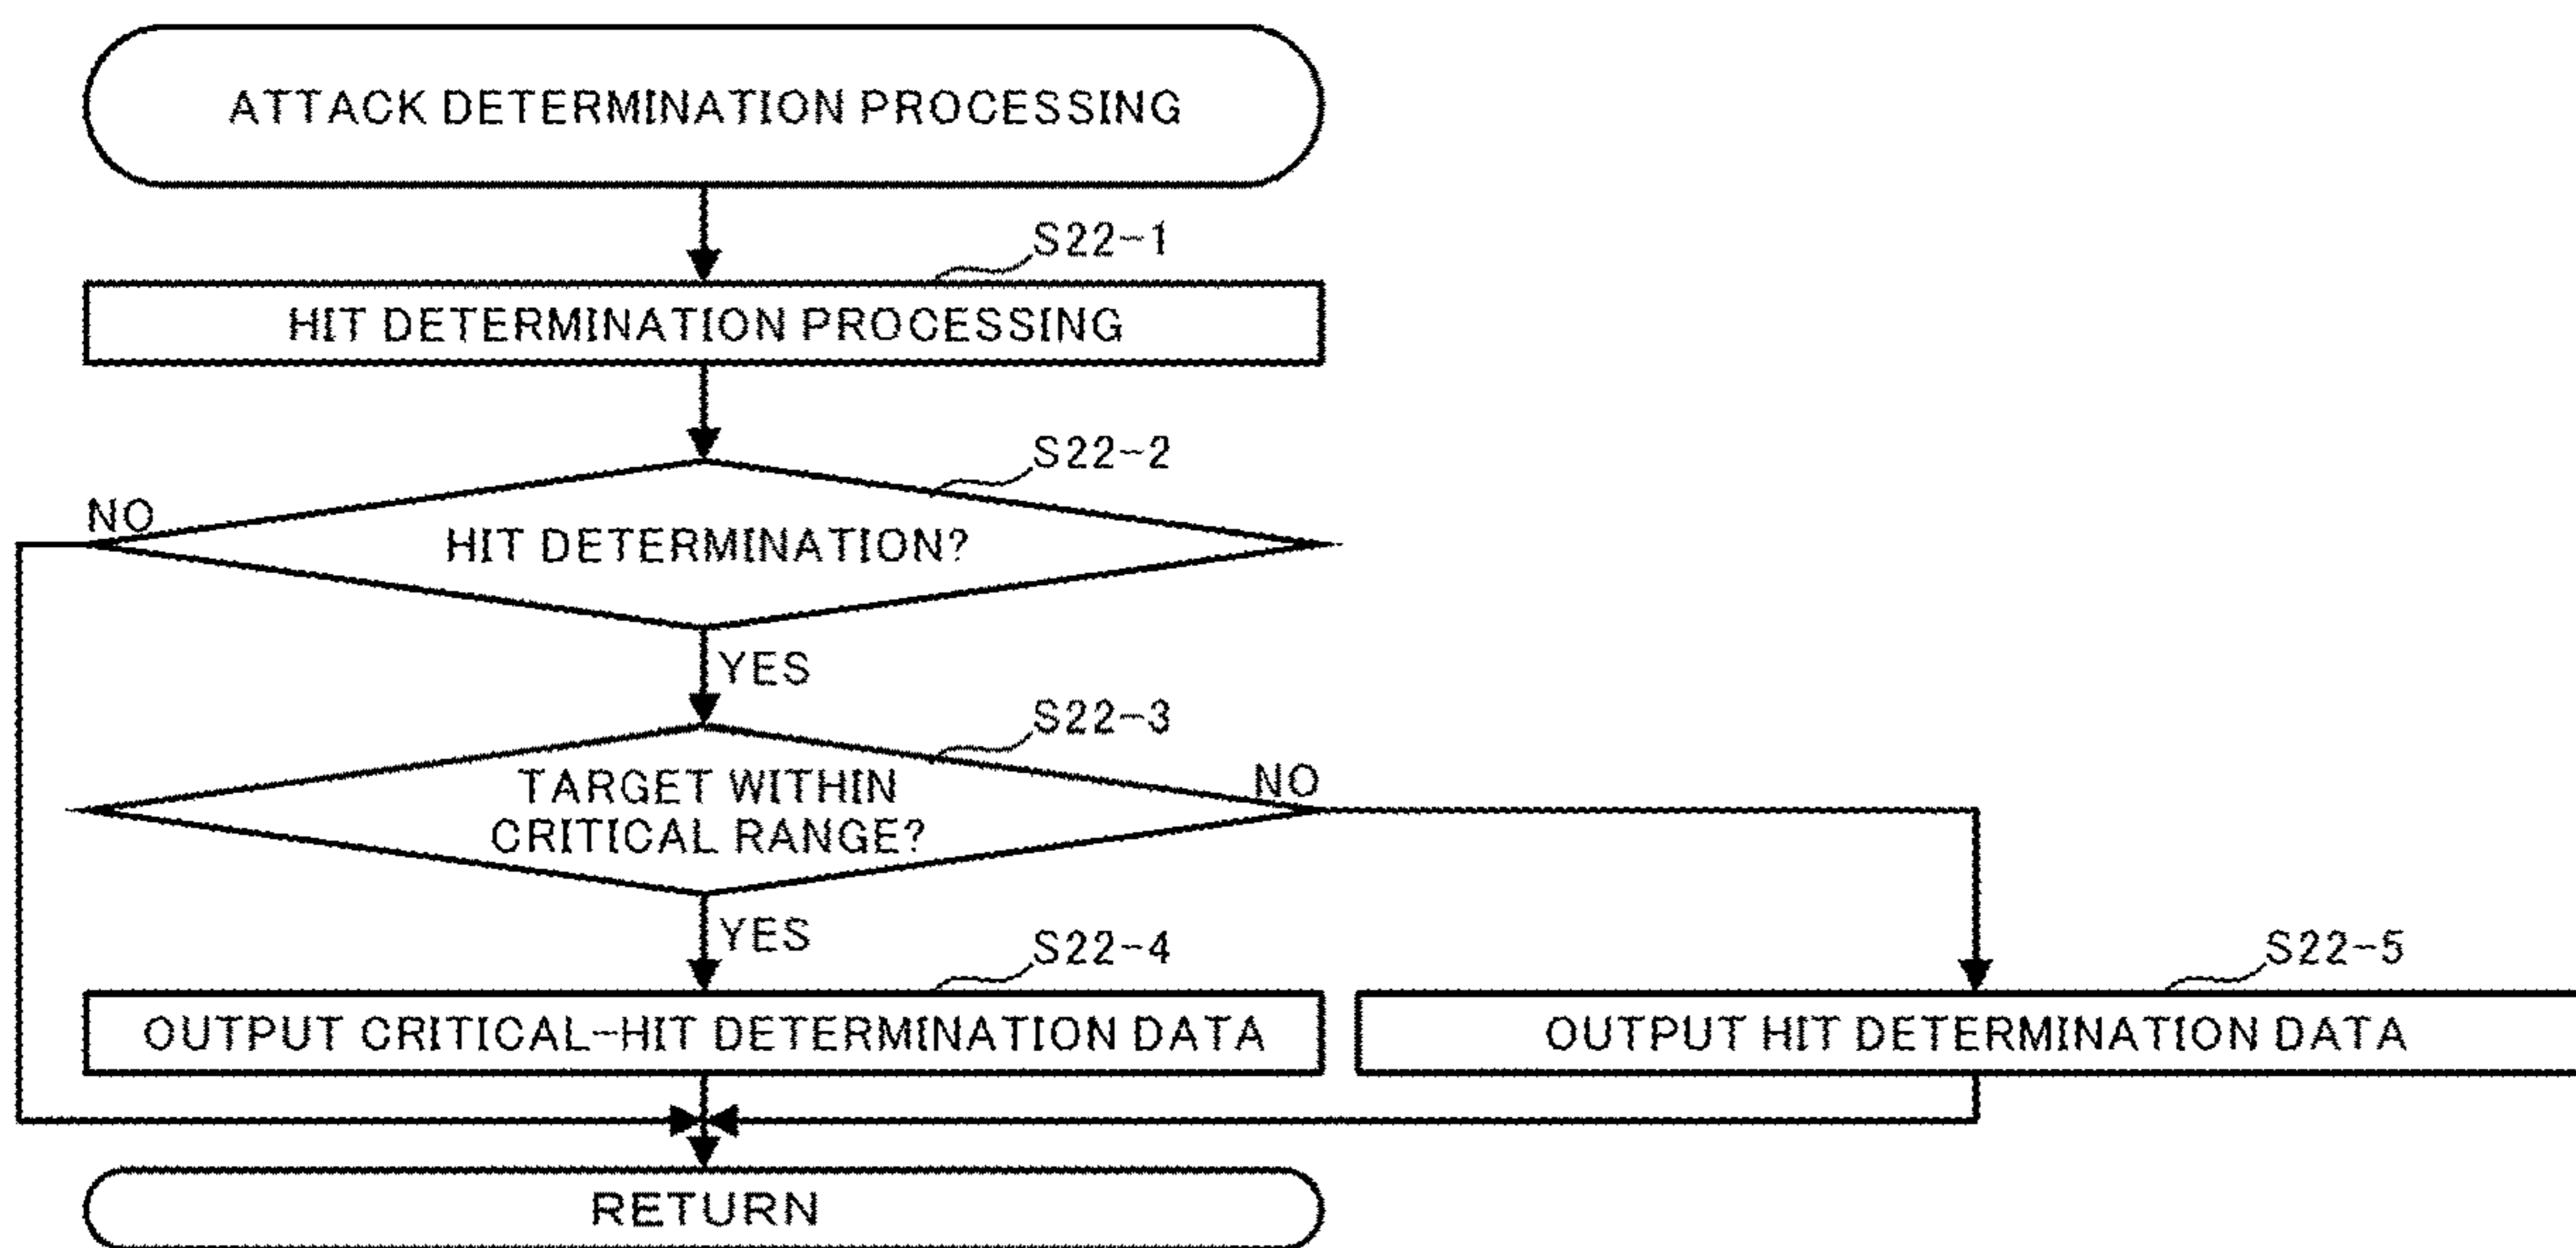 ATTACK DETERMINATION PROCESSING
S22-1
HIT DETERMINATION PROCESSING
S22-2
NO
HIT DETERMINATION?
YES
S22-3
TARGET WITHIN
CRITICAL RANGE?
NO
YES
S22-4
S22-5
OUTPUT CRITICAL-HIT DETERMINATION DATA
OUTPUT HIT DETERMINATION DATA
RETURN